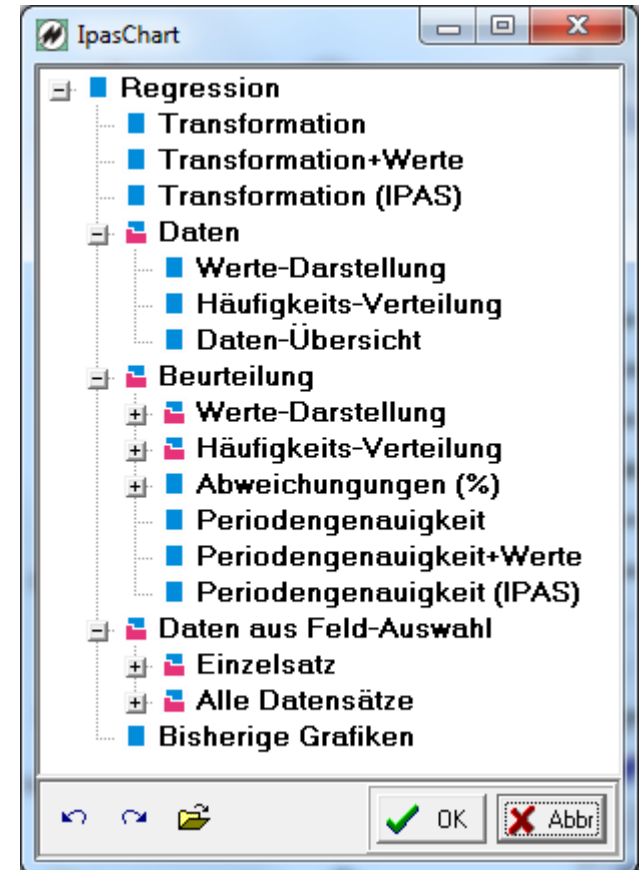 IpasChart
Regression
Transformation
Transformation+Werte
Transformation (IPAS)
Daten
Werte-Darstellung
Häufigkeits-Verteilung
Daten-Übersicht
Beurteilung
Werte-Darstellung
Häufigkeits-Verteilung
Abweichungungen (%)
Periodengenauigkeit
Periodengenauigkeit+Werte
Periodengenauigkeit (IPAS)
Daten aus Feld-Auswahl
Einzelsatz
Alle Datensätze
Bisherige Grafiken
OK Abbr